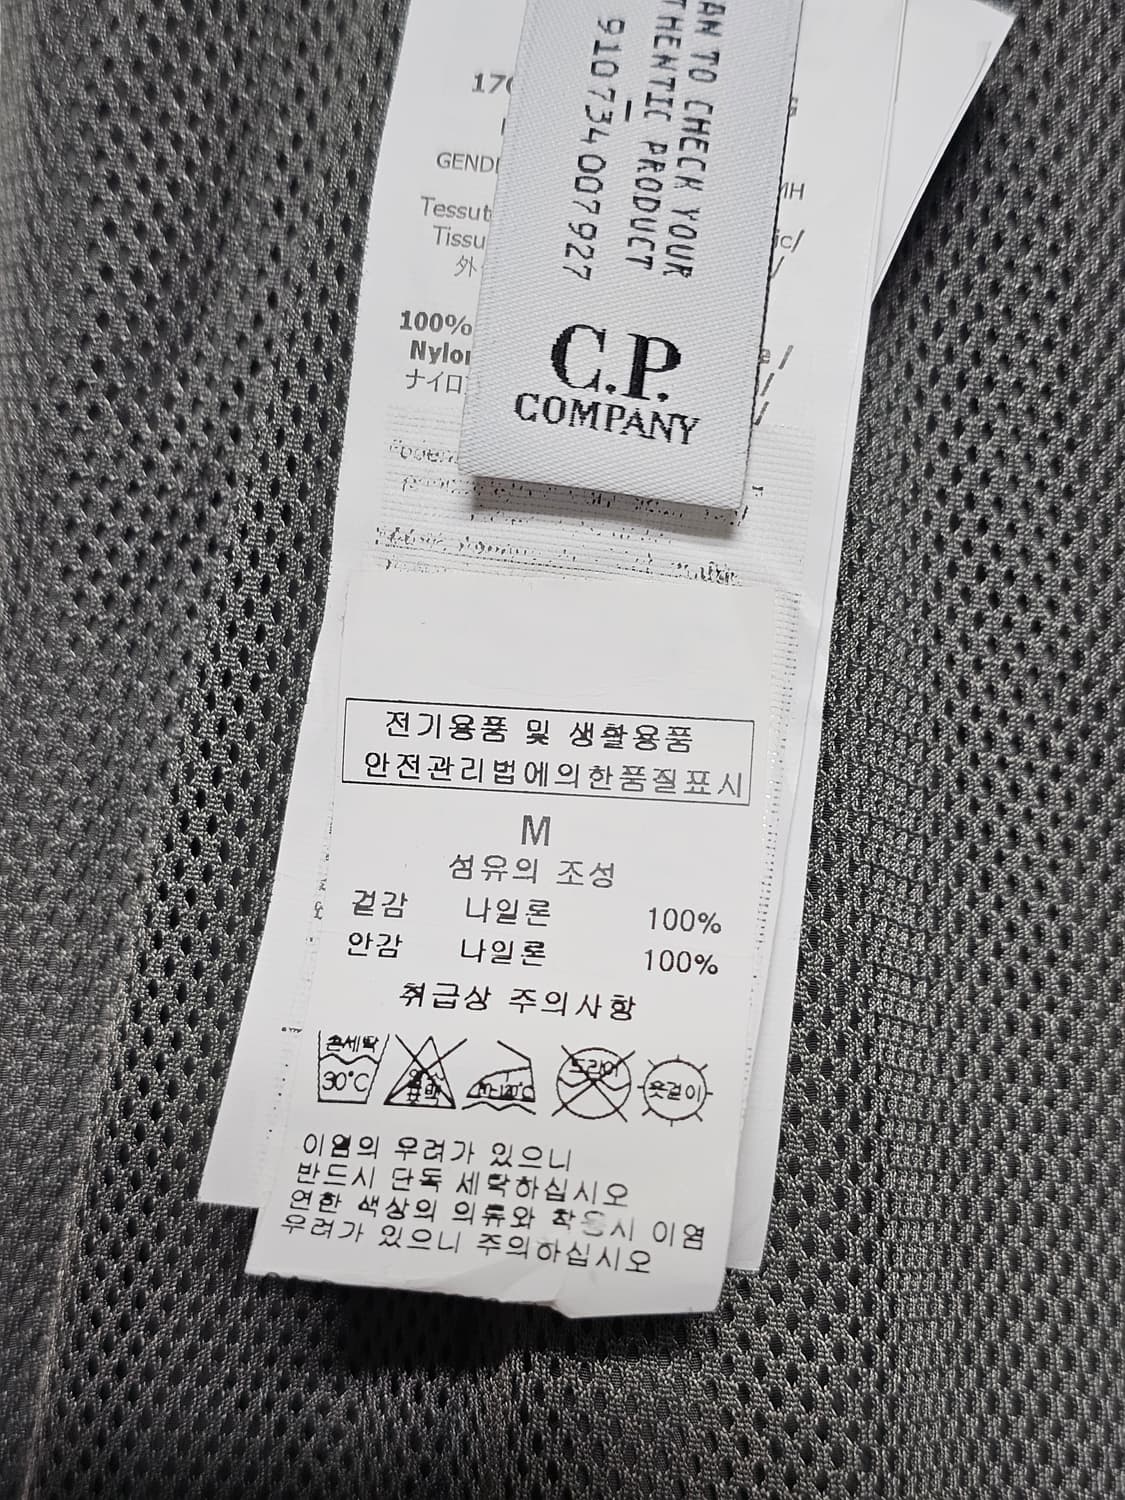 AN TO CHECK YOUR
THENTIC PRODUCT
910734007927
C.P.
COMPANY
GENDE
Tessut
Tissu
外
100%
Nylon
ナイロ
전기용품 및 생활용품
안전관리법에의한품질표시
M
섬유의 조성
겉감 나일론 100%
안감 나일론 100%
취급상 주의사항
손세탁
30°C
드라이
옷걸이
이염의 우려가 있으니
반드시 단독 세탁하십시오
연한 색상의 의류와 착용시 이염
우려가 있으니 주의하십시오